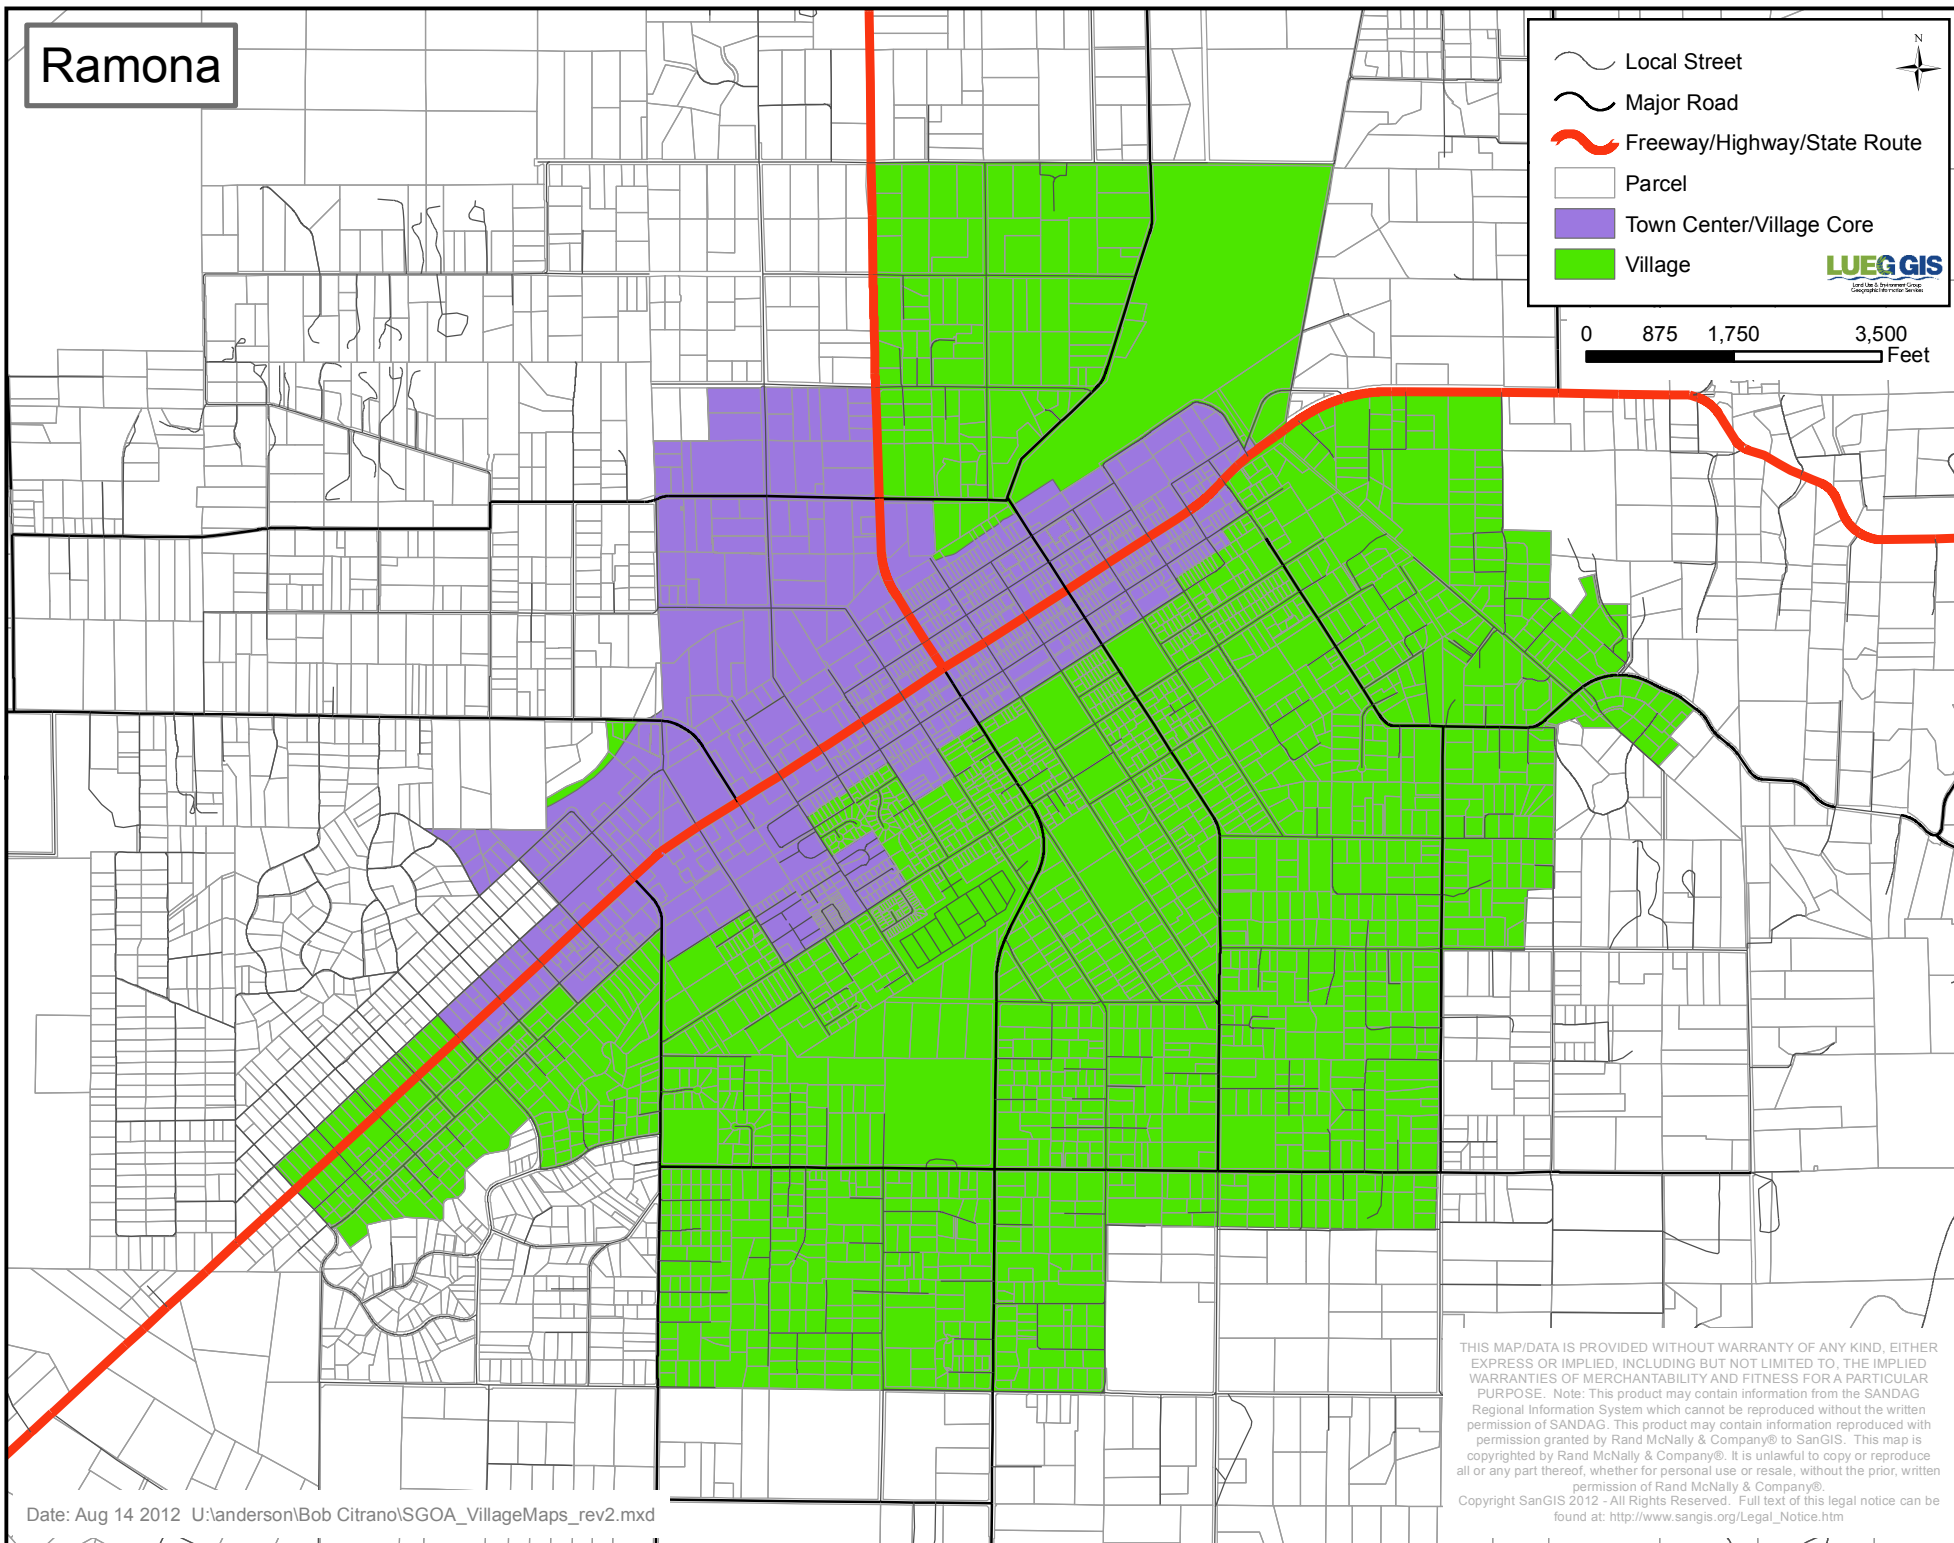 Ramona
N
Local Street
Major Road
Freeway/Highway/State Route
Parcel
Town Center/Village Core
Village
LUEG GIS
Land Use & Environment Group
Geographic Information Services
0 875 1,750 3,500
Feet
THIS MAP/DATA IS PROVIDED WITHOUT WARRANTY OF ANY KIND, EITHER
EXPRESS OR IMPLIED, INCLUDING BUT NOT LIMITED TO, THE IMPLIED
WARRANTIES OF MERCHANTABILITY AND FITNESS FOR A PARTICULAR
PURPOSE. Note: This product may contain information from the SANDAG
Regional Information System which cannot be reproduced without the written
permission of SANDAG. This product may contain information reproduced with
permission granted by Rand McNally & Company® to SanGIS. This map is
copyrighted by Rand McNally & Company®. It is unlawful to copy or reproduce
all or any part thereof, whether for personal use or resale, without the prior, written
permission of Rand McNally & Company®.
Copyright SanGIS 2012 - All Rights Reserved. Full text of this legal notice can be
found at: http://www.sangis.org/Legal_Notice.htm
Date: Aug 14 2012 U:\anderson\Bob Citrano\SGOA_VillageMaps_rev2.mxd